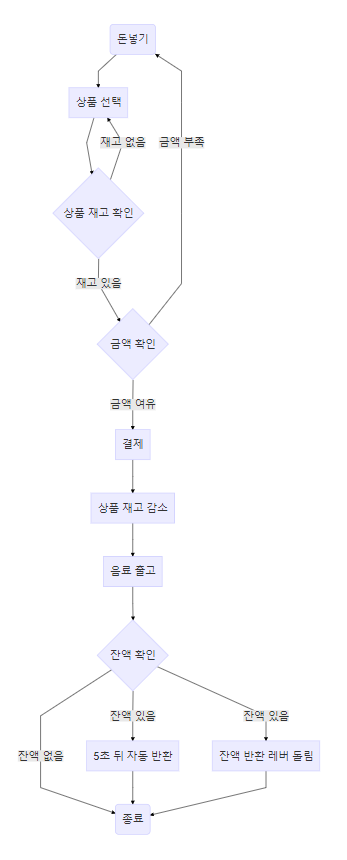 돈넣기
상품 선택
재고 없음
금액 부족
상품 재고 확인
재고 있음
금액 확인
금액 여유
결제
상품 재고 감소
음료 출고
잔액 확인
잔액 있음
잔액 있음
잔액 없음
5초 뒤 자동 반환
잔액 반환 레버 돌림
종료